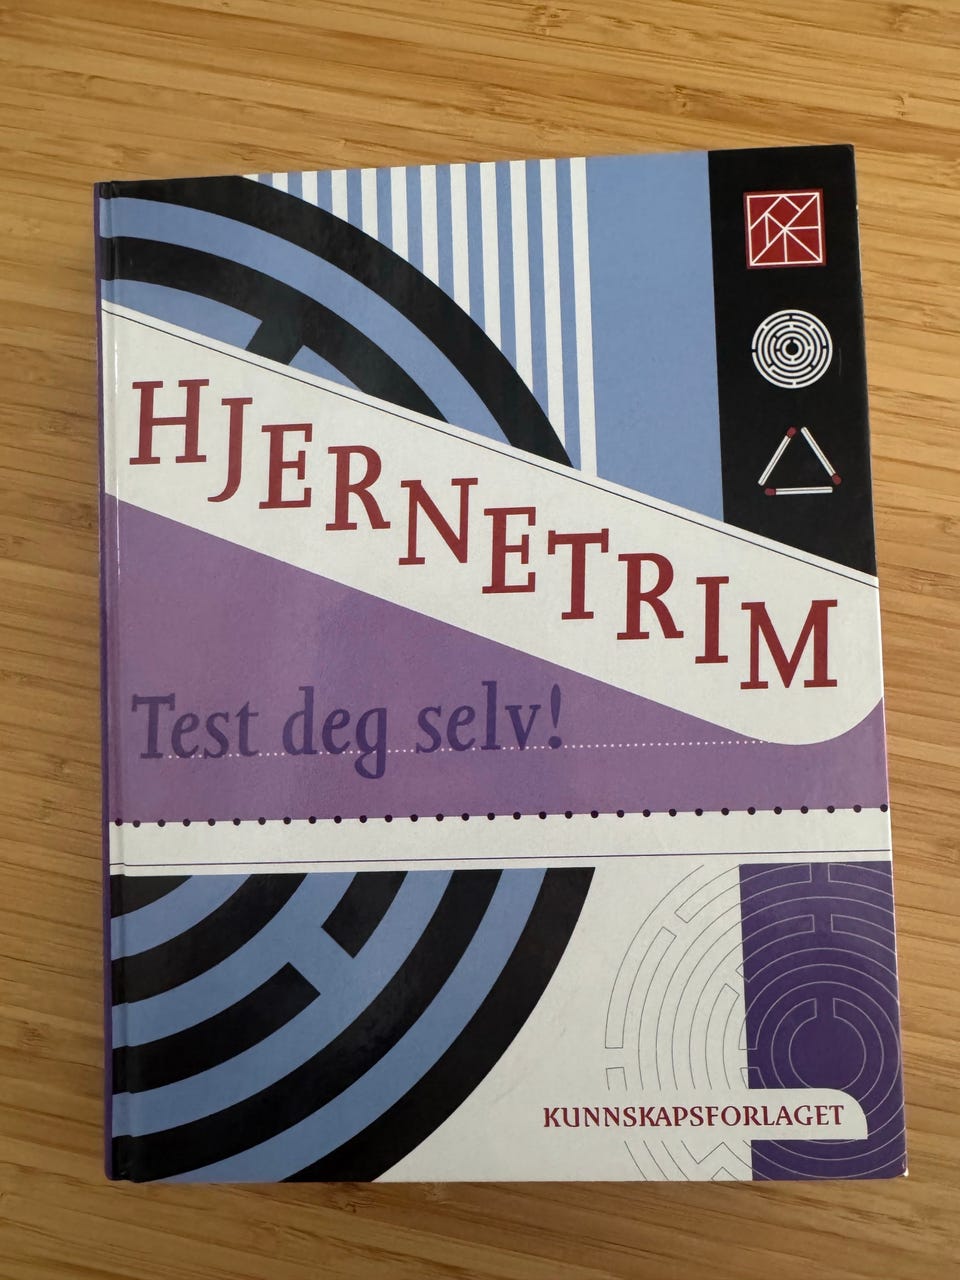 HJERNETRIM
Test deg selv!
KUNNSKAPSFORLAGET